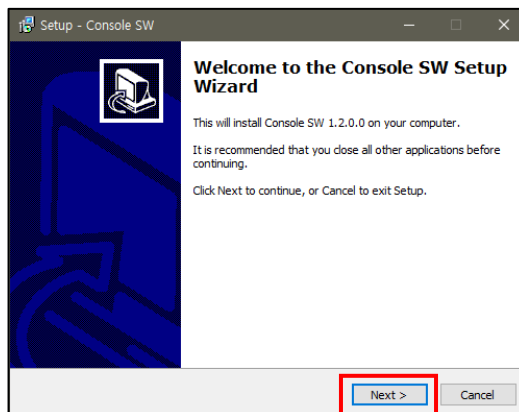 Setup - Console SW
Welcome to the Console SW Setup
Wizard
This will install Console SW 1.2.0.0 on your computer.
It is recommended that you close all other applications before
continuing.
Click Next to continue, or Cancel to exit Setup.
Next >
Cancel